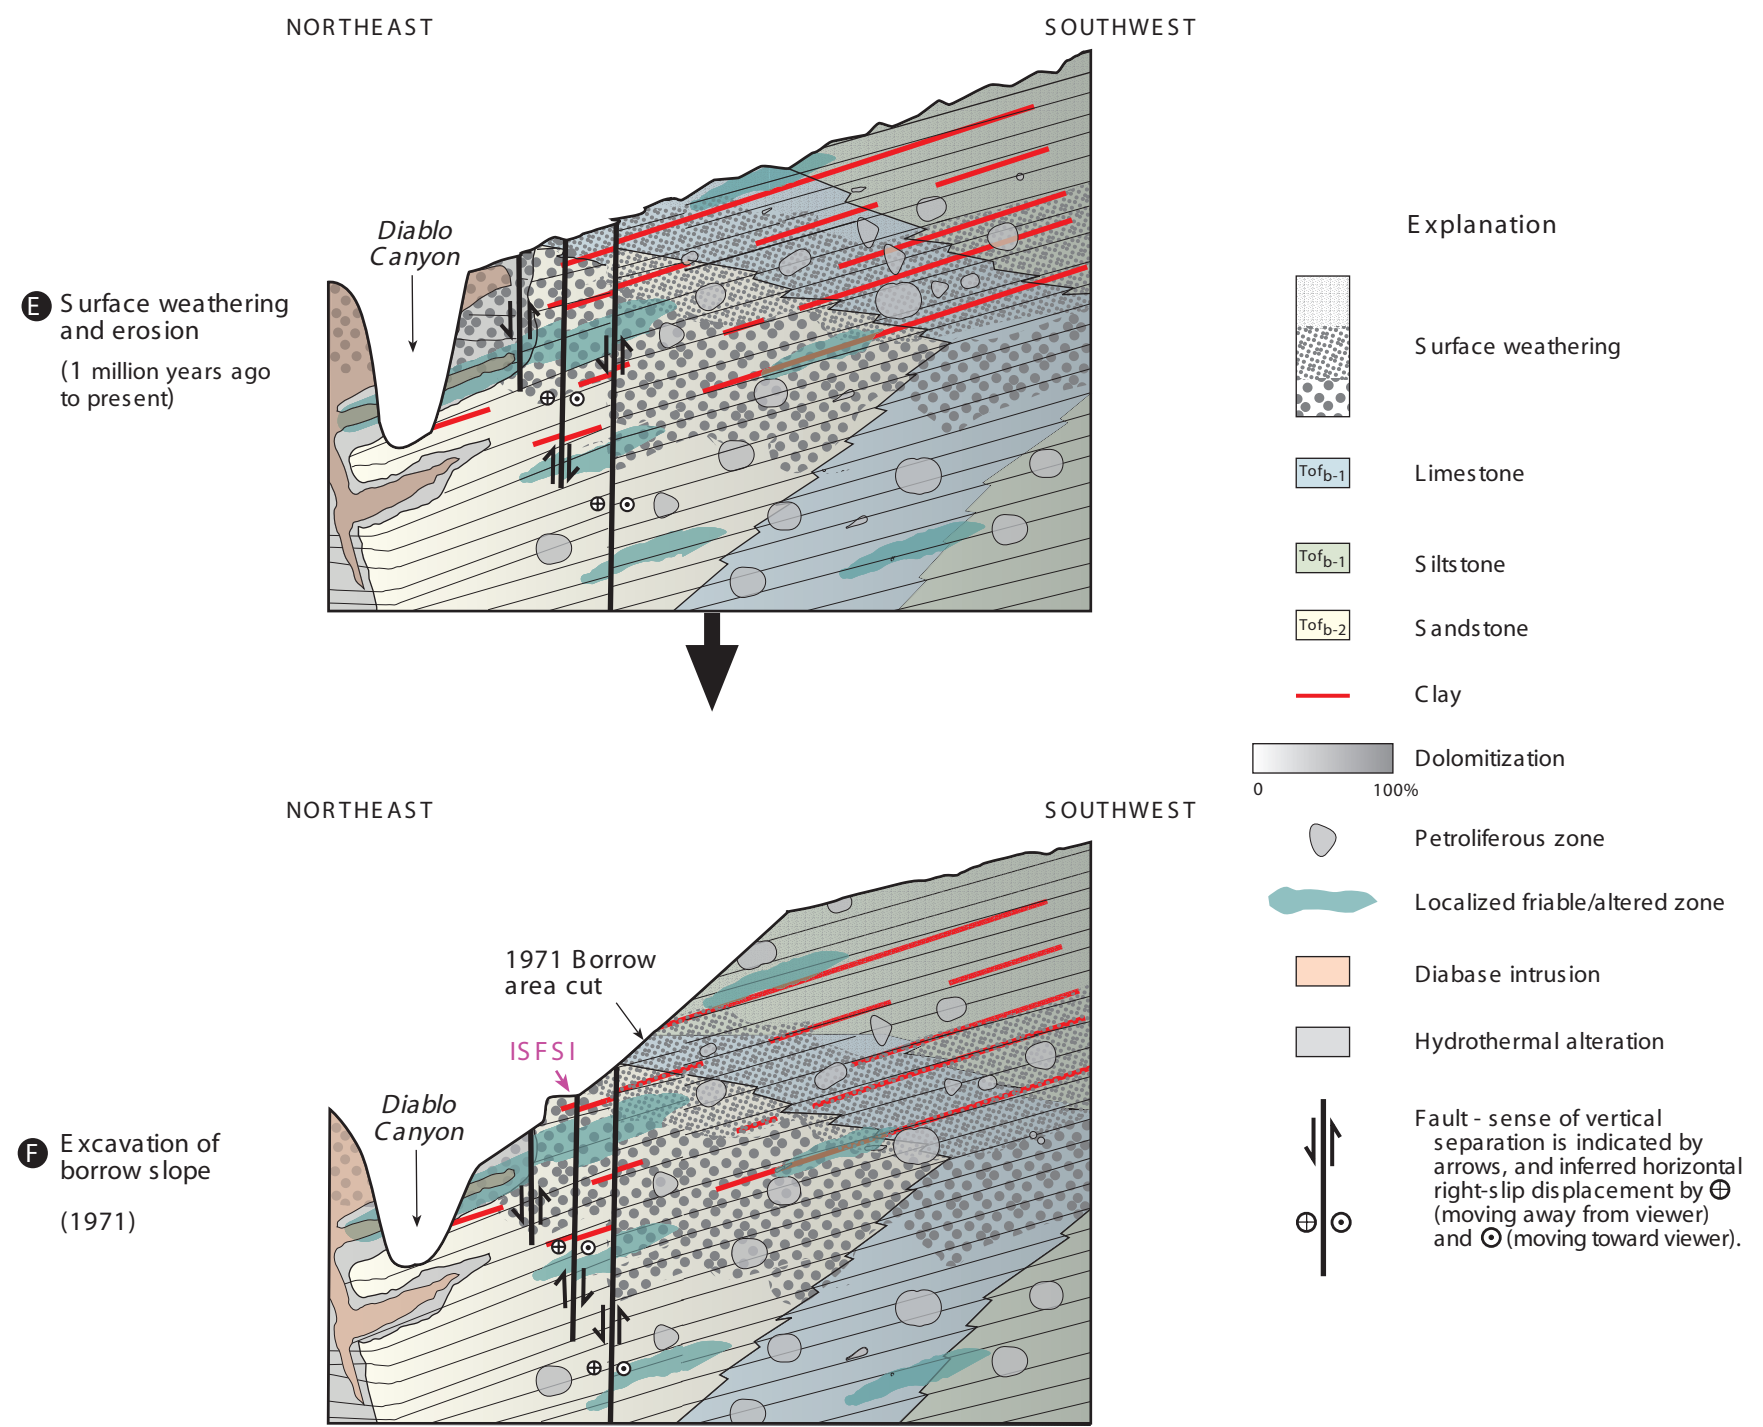 NORTHEAST
SOUTHWEST
Diablo
Canyon
E Surface weathering
and erosion
(1 million years ago
to present)
NORTHEAST
SOUTHWEST
1971 Borrow
area cut
ISFSI
Diablo
Canyon
F Excavation of
borrow slope
(1971)
Explanation
Surface weathering
Tofb-1 Limestone
Tofb-1 Siltstone
Tofb-2 Sandstone
Clay
Dolomitization
0 100%
Petroliferous zone
Localized friable/altered zone
Diabase intrusion
Hydrothermal alteration
Fault - sense of vertical
separation is indicated by
arrows, and inferred horizontal
right-slip displacement by ⊕
(moving away from viewer)
and ⊙ (moving toward viewer).